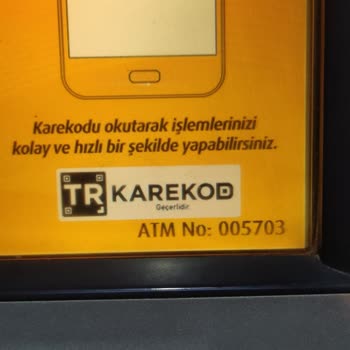 Karekodu okutarak işlemlerinizi
kolay ve hızlı bir şekilde yapabilirsiniz.
TR KAREKOD
Geçerlidir.
ATM No: 005703